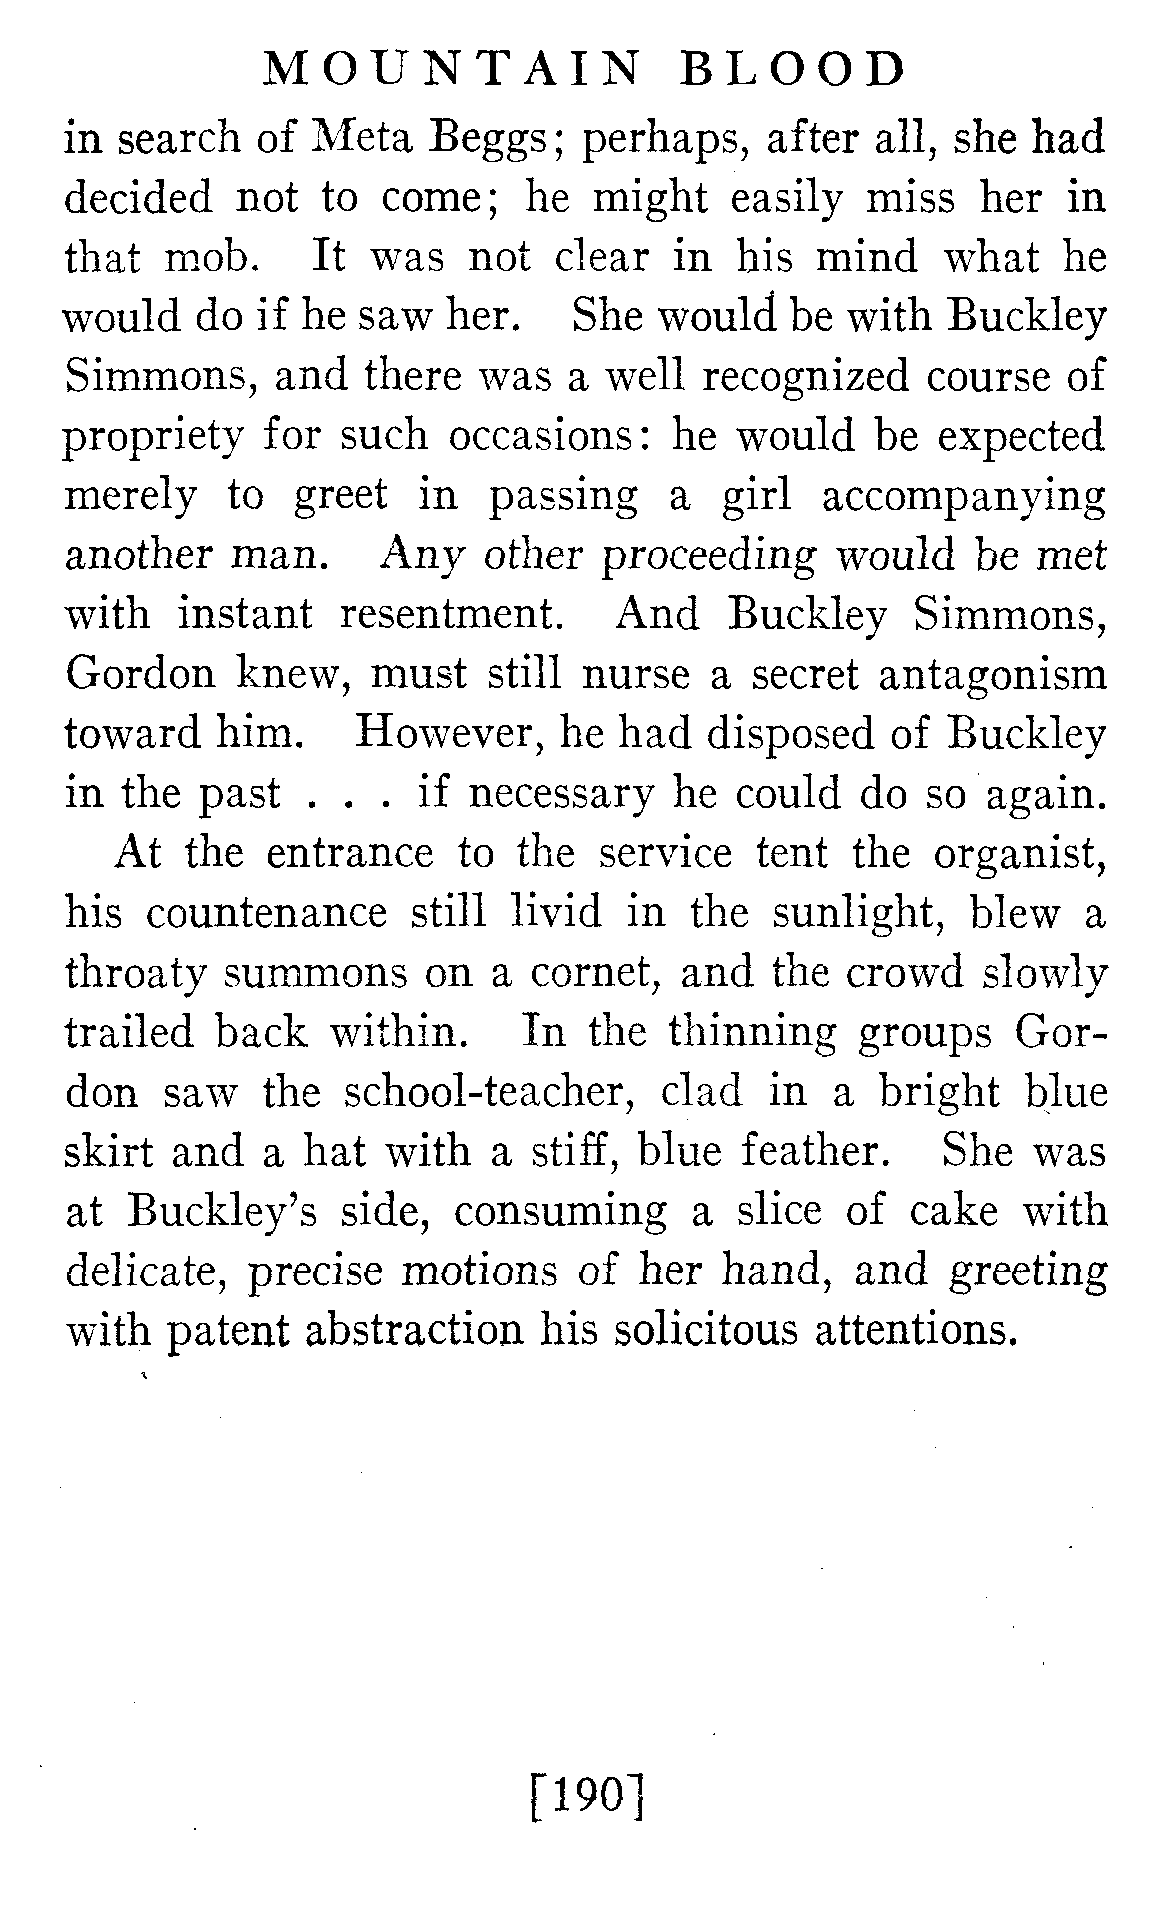 MOUNTAIN BLOOD
in search of Meta Beggs; perhaps, after all, she had
decided not to come; he might easily miss her in
that mob. It was not clear in his mind what he
would do if he saw her. She would be with Buckley
Simmons, and there was a well recognized course of
propriety for such occasions: he would be expected
merely to greet in passing a girl accompanying
another man. Any other proceeding would be met
with instant resentment. And Buckley Simmons,
Gordon knew, must still nurse a secret antagonism
toward him. However, he had disposed of Buckley
in the past . . . if necessary he could do so again.
At the entrance to the service tent the organist,
his countenance still livid in the sunlight, blew a
throaty summons on a cornet, and the crowd slowly
trailed back within. In the thinning groups Gor-
don saw the school-teacher, clad in a bright blue
skirt and a hat with a stiff, blue feather. She was
at Buckley's side, consuming a slice of cake with
delicate, precise motions of her hand, and greeting
with patent abstraction his solicitous attentions.
[190]